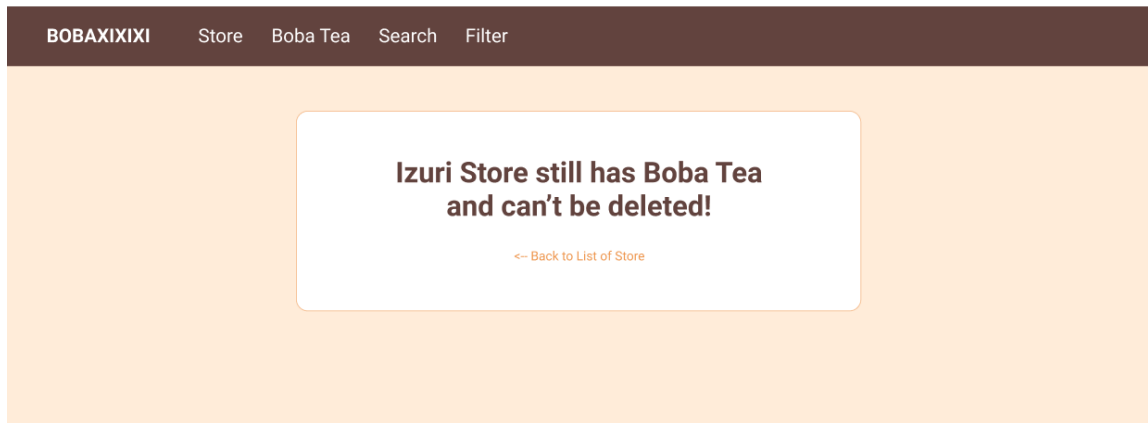 BOBAXIXIXI Store Boba Tea Search Filter
Izuri Store still has Boba Tea
and can’t be deleted!
<-- Back to List of Store